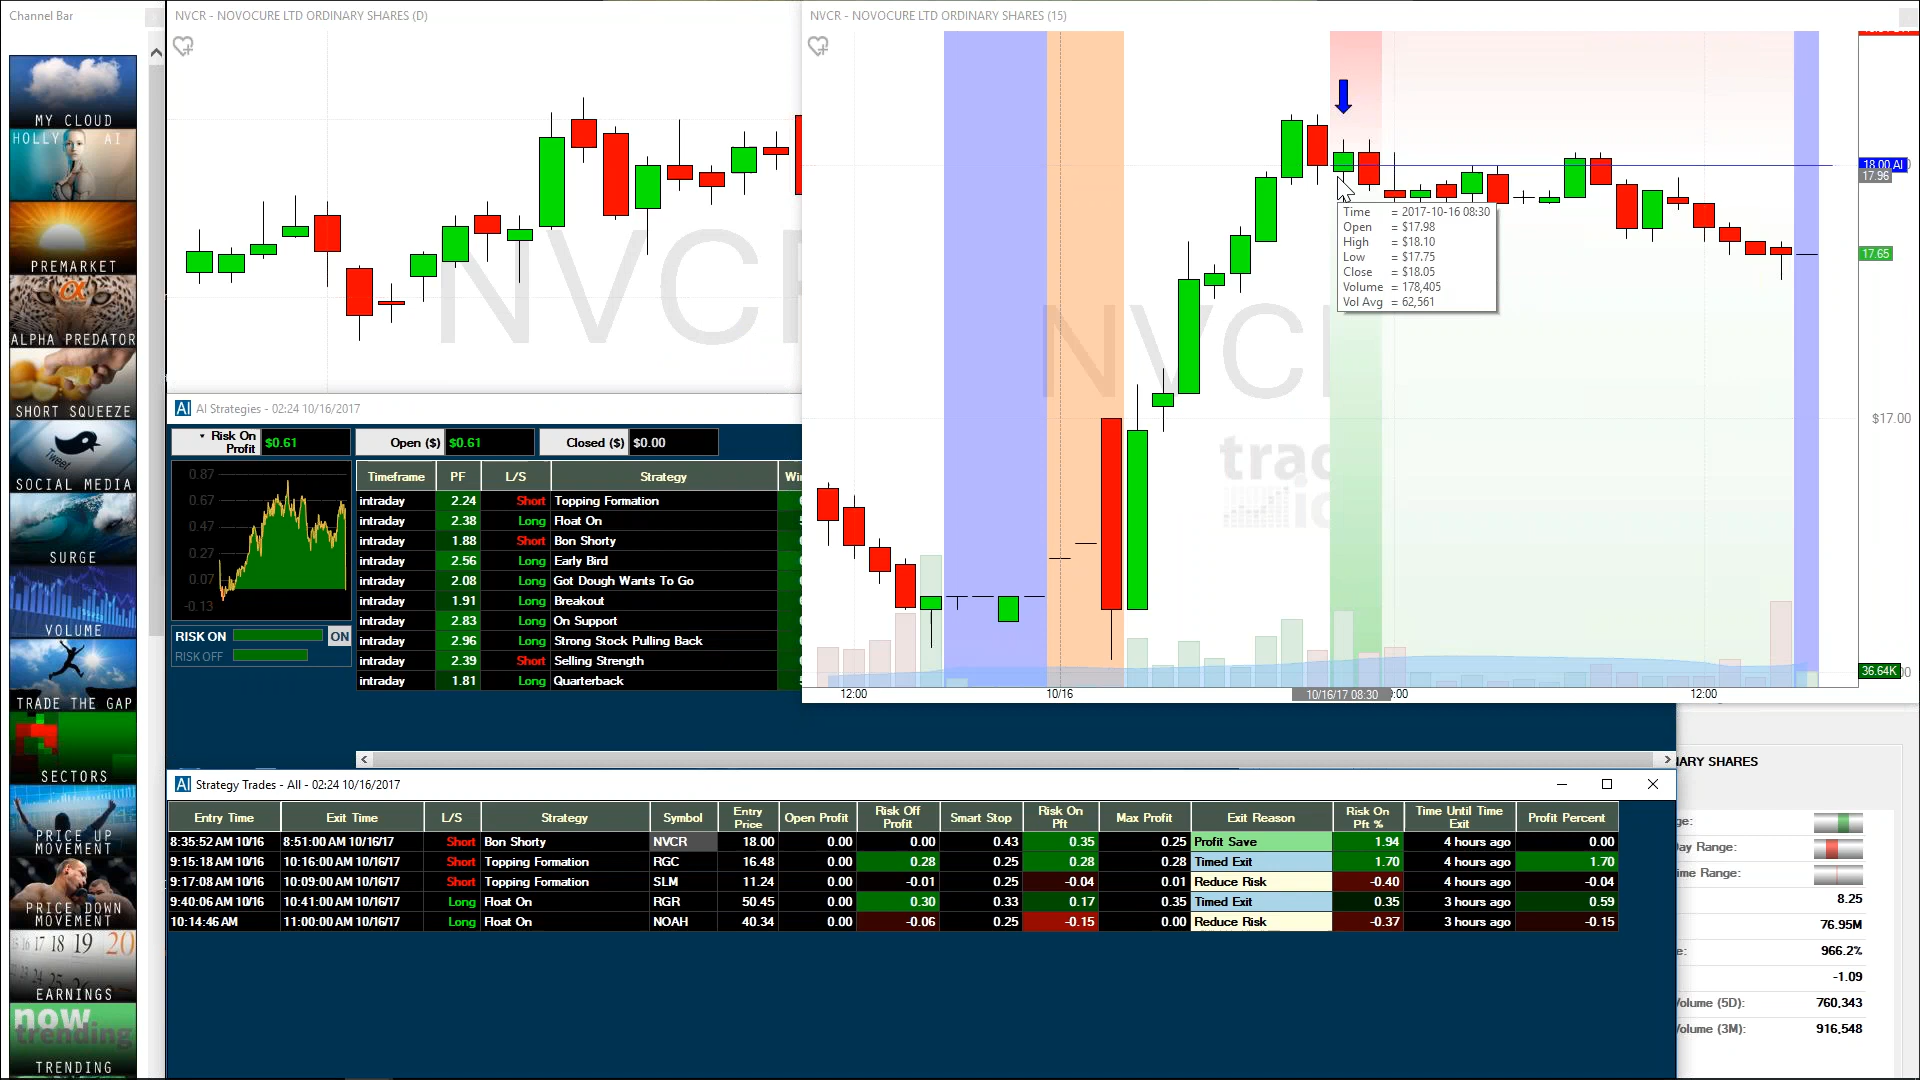 Channel Bar
NVCR - NOVOCURE LTD ORDINARY SHARES (D)
NVCR - NOVOCURE LTD ORDINARY SHARES (15)
MY CLOUD
HOLLY AI
PREMARKET
α
ALPHA PREDATOR
SHORT SQUEEZE
Tweet
SOCIAL MEDIA
SURGE
VOLUME
TRADE THE GAP
SECTORS
PRICE UP
MOVEMENT
PRICE DOWN
MOVEMENT
EARNINGS
now
trending
TRENDING
NVCR
NVC
trad
18.00 AI
17.96
17.65
$17.00
36.64K
Time = 2017-10-16 08:30
Open = $17.98
High = $18.10
Low = $17.75
Close = $18.05
Volume = 178,405
Vol Avg = 62,561
12:00
10/16
10/16/17 08:30
:00
12:00
AI AI Strategies - 02:24 10/16/2017
Risk On Profit $0.61 Open ($) $0.61 Closed ($) $0.00
0.87
0.67
0.47
0.27
0.07
-0.13
RISK ON ON
RISK OFF
Timeframe PF L/S Strategy
intraday 2.24 Short Topping Formation
intraday 2.38 Long Float On
intraday 1.88 Short Bon Shorty
intraday 2.56 Long Early Bird
intraday 2.08 Long Got Dough Wants To Go
intraday 1.91 Long Breakout
intraday 2.83 Long On Support
intraday 2.96 Long Strong Stock Pulling Back
intraday 2.39 Short Selling Strength
intraday 1.81 Long Quarterback
AI Strategy Trades - All - 02:24 10/16/2017
Entry Time Exit Time L/S Strategy Symbol Entry Price Open Profit Risk Off Profit Smart Stop Risk On Pft Max Profit Exit Reason Risk On Pft % Time Until Time Exit Profit Percent
8:35:52 AM 10/16 8:51:00 AM 10/16/17 Short Bon Shorty NVCR 18.00 0.00 0.00 0.43 0.35 0.25 Profit Save 1.94 4 hours ago 0.00
9:15:18 AM 10/16 10:16:00 AM 10/16/17 Short Topping Formation RGC 16.48 0.00 0.28 0.25 0.28 0.28 Timed Exit 1.70 4 hours ago 1.70
9:17:08 AM 10/16 10:09:00 AM 10/16/17 Short Topping Formation SLM 11.24 0.00 -0.01 0.25 -0.04 0.01 Reduce Risk -0.40 4 hours ago -0.04
9:40:06 AM 10/16 10:41:00 AM 10/16/17 Long Float On RGR 50.45 0.00 0.30 0.33 0.17 0.35 Timed Exit 0.35 3 hours ago 0.59
10:14:46 AM 11:00:00 AM 10/16/17 Long Float On NOAH 40.34 0.00 -0.06 0.25 -0.15 0.00 Reduce Risk -0.37 3 hours ago -0.15
NARY SHARES
ge:
Day Range:
ime Range:
8.25
76.95M
e: 966.2%
-1.09
Volume (5D): 760,343
Volume (3M): 916,548